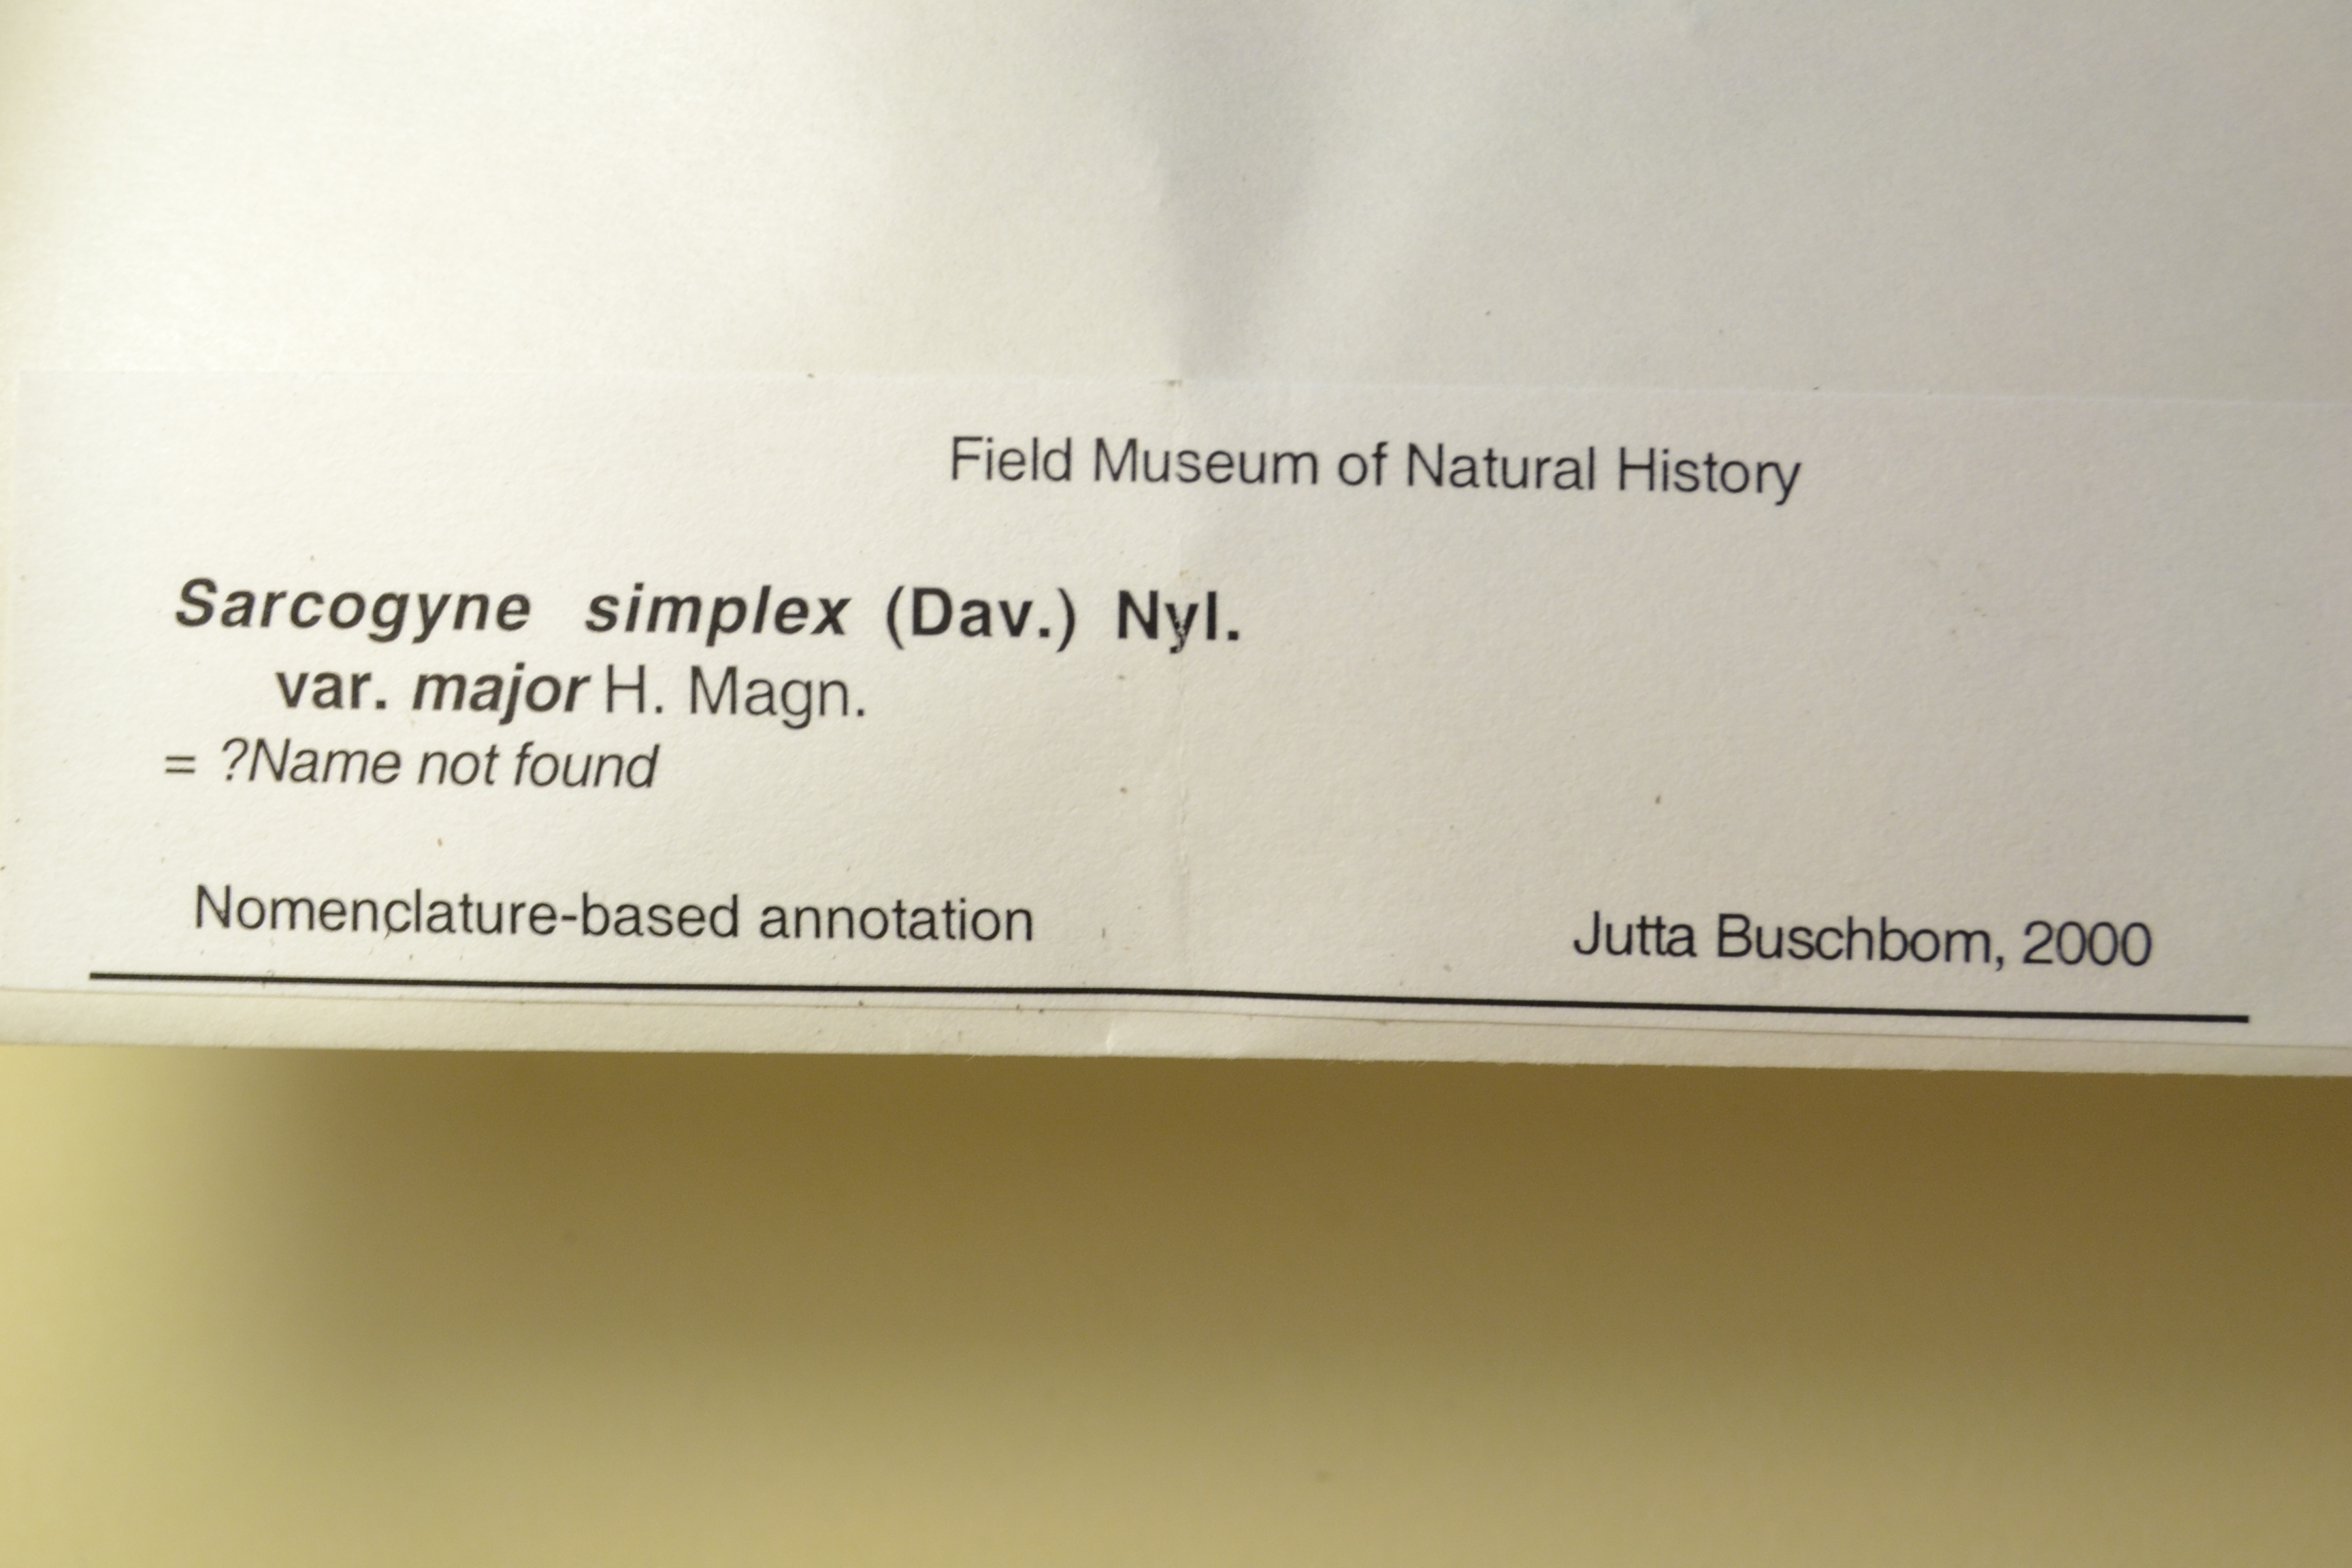 Field Museum of Natural History
Sarcogyne simplex (Dav.) Nyl.
var. major H. Magn.
= ?Name not found
Nomenclature-based annotation
Jutta Buschbom, 2000